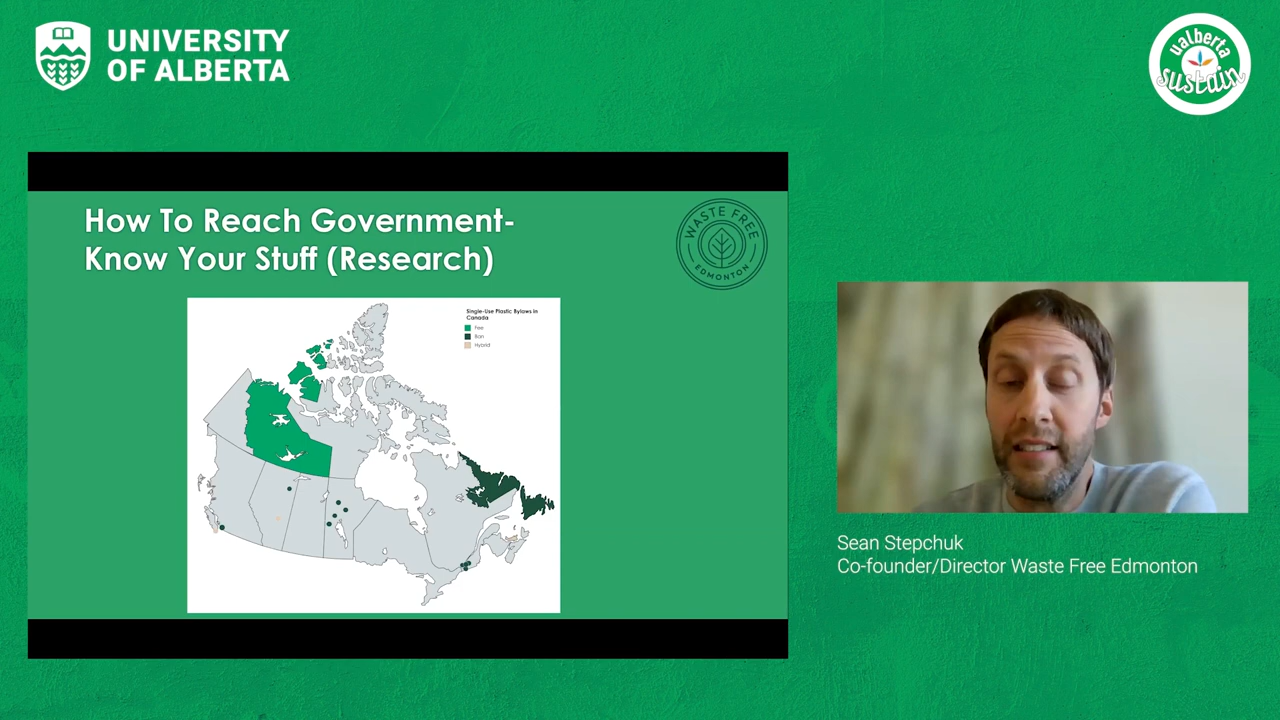 UNIVERSITY
OF ALBERTA
ualberta
sustain
How To Reach Government-
Know Your Stuff (Research)
WASTE FREE
EDMONTON
Single-Use Plastic Bylaws in
Canada
Fee
Ban
Hybrid
Sean Stepchuk
Co-founder/Director Waste Free Edmonton